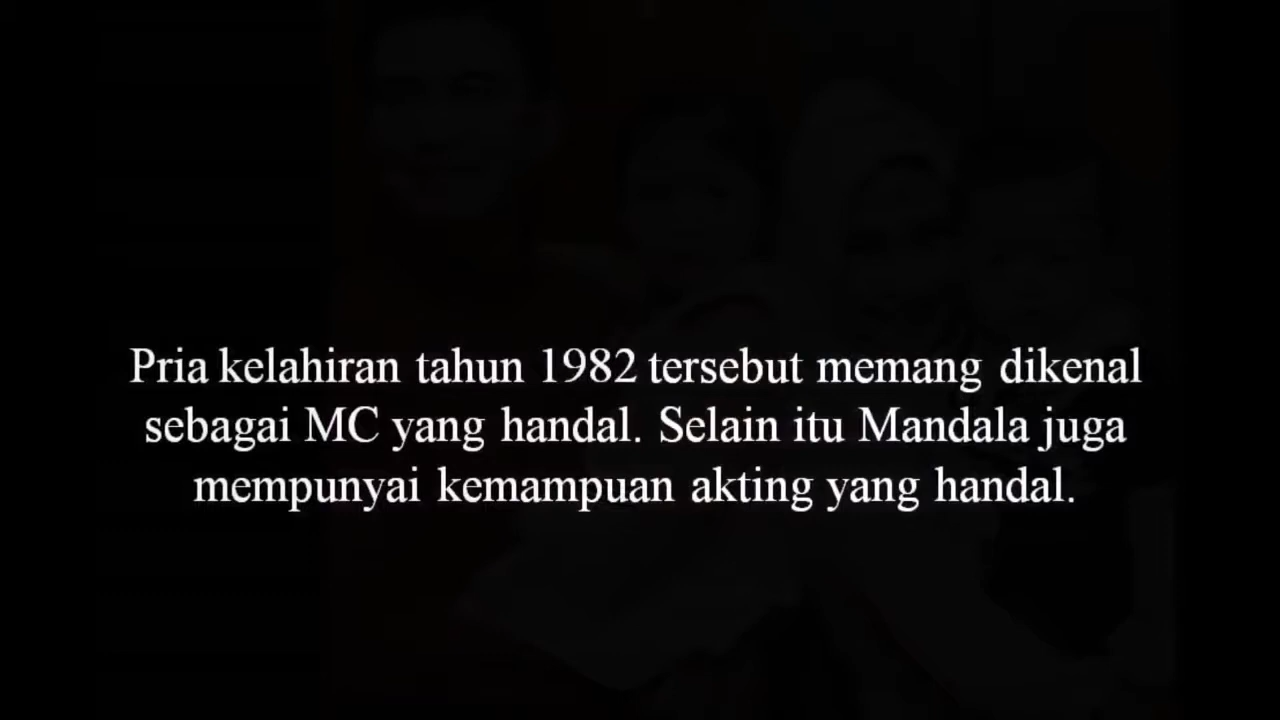 Pria kelahiran tahun 1982 tersebut memang dikenal
sebagai MC yang handal. Selain itu Mandala juga
mempunyai kemampuan akting yang handal.